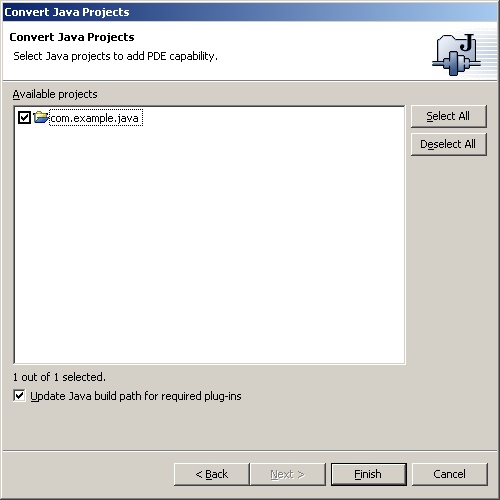 Convert Java Projects
Convert Java Projects
Select Java projects to add PDE capability.
J
Available projects
com.example.java
Select All
Deselect All
1 out of 1 selected.
Update Java build path for required plug-ins
< Back
Next >
Finish
Cancel